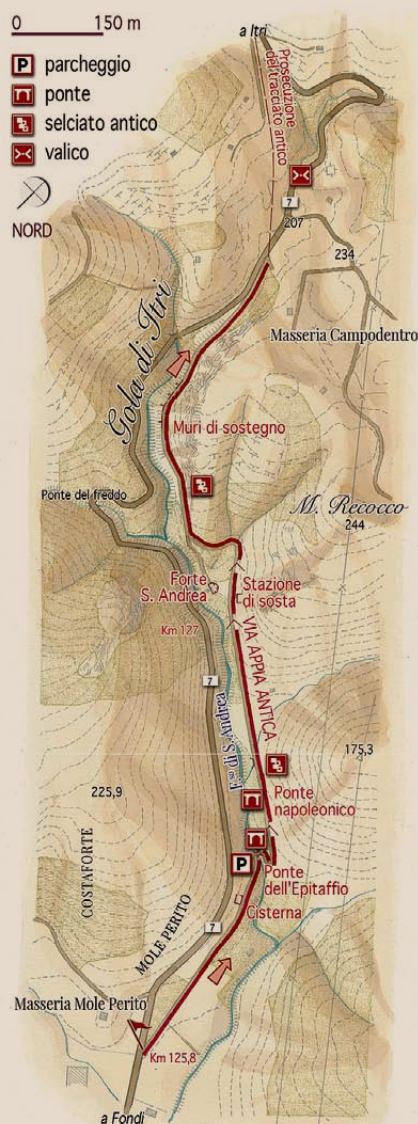 0 150 m
P parcheggio
ponte
selciato antico
valico
NORD
a Itri
Prosecuzione
del tracciato antico
7
207
234
Masseria Campodentro
Gola di Itri
Muri di sostegno
Ponte del freddo
M. Recocco
244
Forte
S. Andrea
Stazione
di sosta
Km 127
VIA APPIA ANTICA
7
F.so di S. Andrea
175,3
225,9
Ponte
napoleonico
P
Ponte
dell'Epitaffio
COSTAFORTE
Cisterna
7
MOLE PERITO
Masseria Mole Perito
Km 125,8
a Fondi